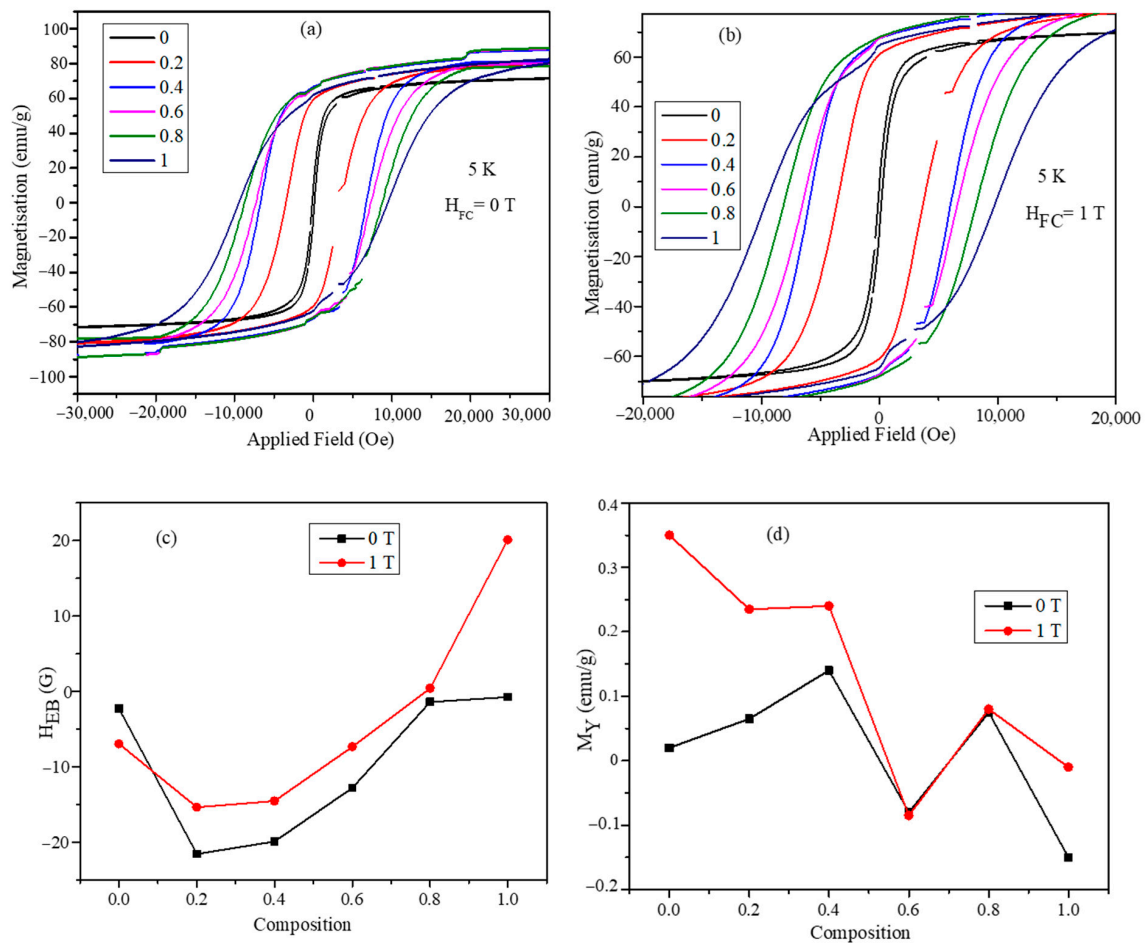 (a)
0
0.2
0.4
0.6
0.8
1
100
80
60
40
20
0
−20
−40
−60
−80
−100
Magnetisation (emu/g)
5 K
H_FC= 0 T
−30,000 −20,000 −10,000 0 10,000 20,000 30,000
Applied Field (Oe)
(b)
0
0.2
0.4
0.6
0.8
1
60
40
20
0
−20
−40
−60
Magnetisation (emu/g)
5 K
H_FC= 1 T
−20,000 −10,000 0 10,000 20,000
Applied Field (Oe)
(c)
0 T
1 T
20
10
0
−10
−20
H_EB (G)
0.0 0.2 0.4 0.6 0.8 1.0
Composition
(d)
0 T
1 T
0.4
0.3
0.2
0.1
0
−0.1
−0.2
M_Y (emu/g)
0.0 0.2 0.4 0.6 0.8 1.0
Composition